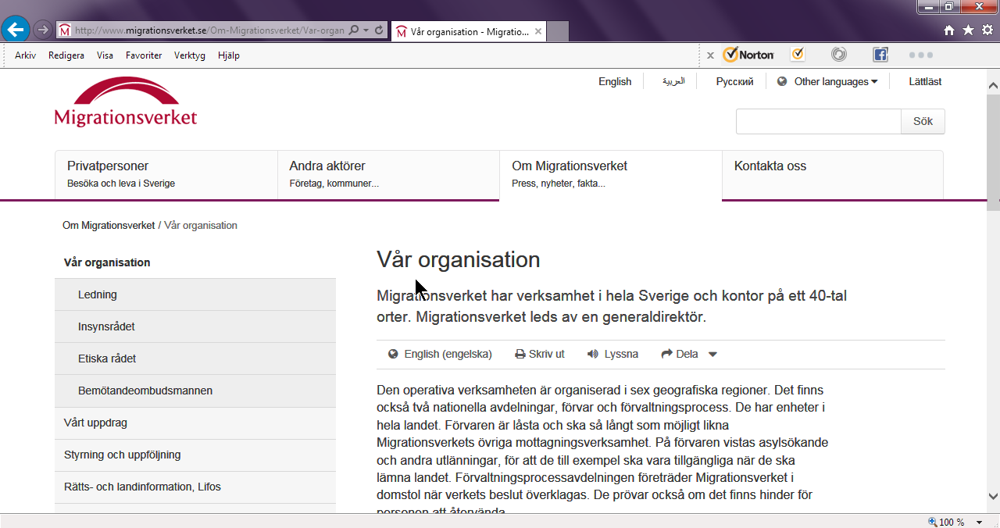 http://www.migrationsverket.se/Om-Migrationsverket/Var-organ
Vår organisation - Migratio...
Arkiv Redigera Visa Favoriter Verktyg Hjälp
x Norton
English العربية Русский Other languages Lättläst
Migrationsverket
Sök
Privatpersoner
Besöka och leva i Sverige
Andra aktörer
Företag, kommuner...
Om Migrationsverket
Press, nyheter, fakta...
Kontakta oss
Om Migrationsverket / Vår organisation
Vår organisation
Ledning
Insynsrådet
Etiska rådet
Bemötandeombudsmannen
Vårt uppdrag
Styrning och uppföljning
Rätts- och landinformation, Lifos
Vår organisation
Migrationsverket har verksamhet i hela Sverige och kontor på ett 40-tal
orter. Migrationsverket leds av en generaldirektör.
English (engelska) Skriv ut Lyssna Dela
Den operativa verksamheten är organiserad i sex geografiska regioner. Det finns
också två nationella avdelningar, förvar och förvaltningsprocess. De har enheter i
hela landet. Förvaren är låsta och ska så långt som möjligt likna
Migrationsverkets övriga mottagningsverksamhet. På förvaren vistas asylsökande
och andra utlänningar, för att de till exempel ska vara tillgängliga när de ska
lämna landet. Förvaltningsprocessavdelningen företräder Migrationsverket i
domstol när verkets beslut överklagas. De prövar också om det finns hinder för
personen att återvända
100 %